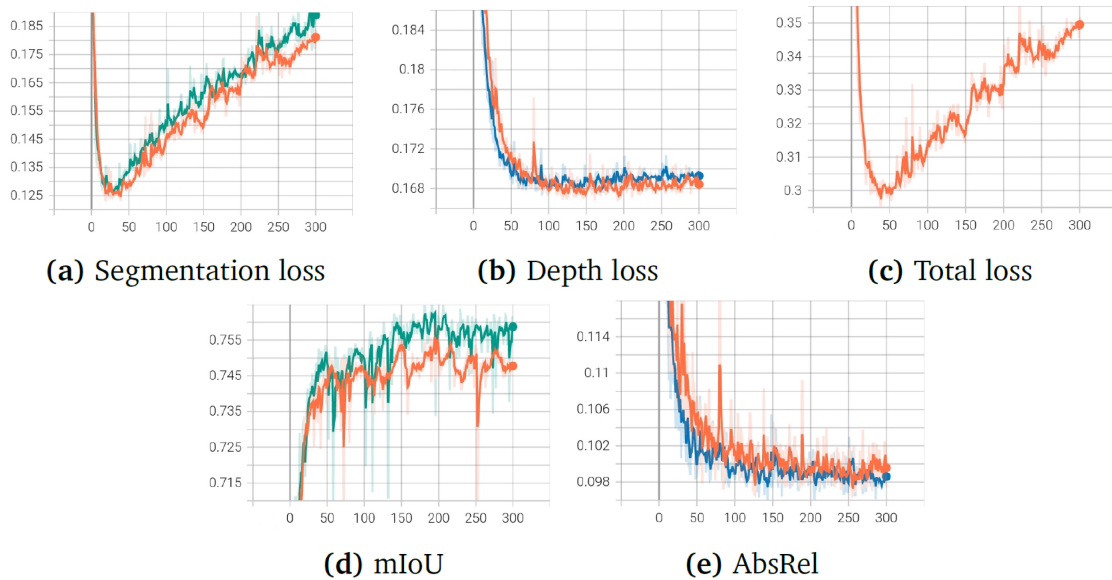 0.185
0.175
0.165
0.155
0.145
0.135
0.125
0 50 100 150 200 250 300
(a) Segmentation loss
0.184
0.18
0.176
0.172
0.168
0 50 100 150 200 250 300
(b) Depth loss
0.35
0.34
0.33
0.32
0.31
0.3
0 50 100 150 200 250 300
(c) Total loss
0.755
0.745
0.735
0.725
0.715
0 50 100 150 200 250 300
(d) mIoU
0.114
0.11
0.106
0.102
0.098
0 50 100 150 200 250 300
(e) AbsRel